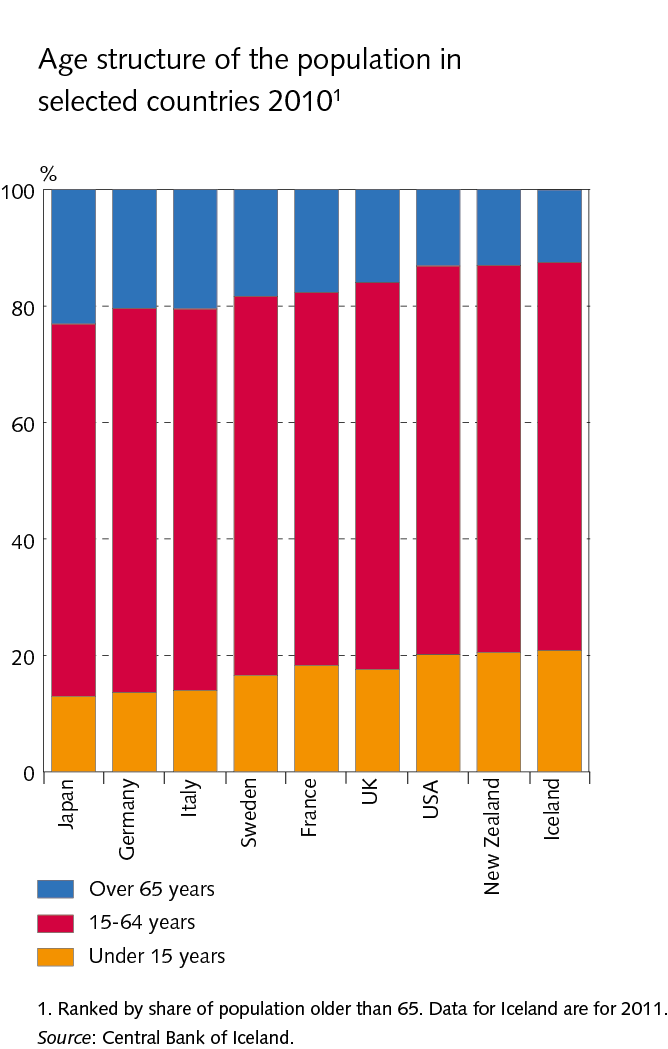 Age structure of the population in
selected countries 2010¹
%
100
80
60
40
20
0
Japan
Germany
Italy
Sweden
France
UK
USA
New Zealand
Iceland
Over 65 years
15-64 years
Under 15 years
1. Ranked by share of population older than 65. Data for Iceland are for 2011.
Source: Central Bank of Iceland.